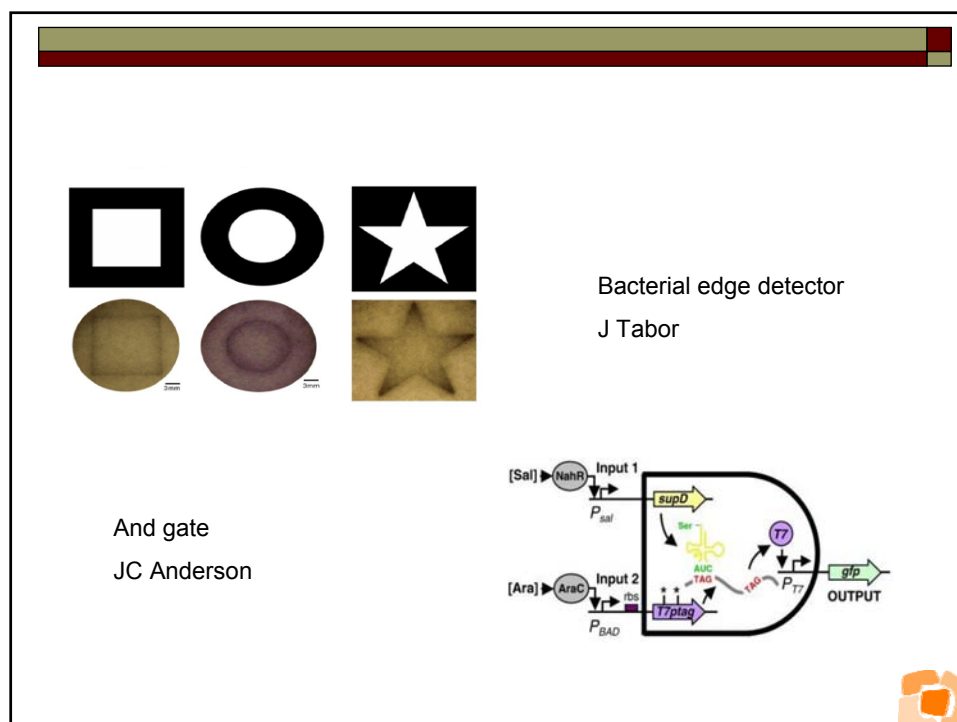 3mm
3mm
3mm
Bacterial edge detector
J Tabor
And gate
JC Anderson
[Sal] NahR Input 1
P_sal
supD
Ser
AUC
TAG
TAG
T7
P_T7
gfp
OUTPUT
[Ara] AraC Input 2
rbs
* *
P_BAD
T7ptag